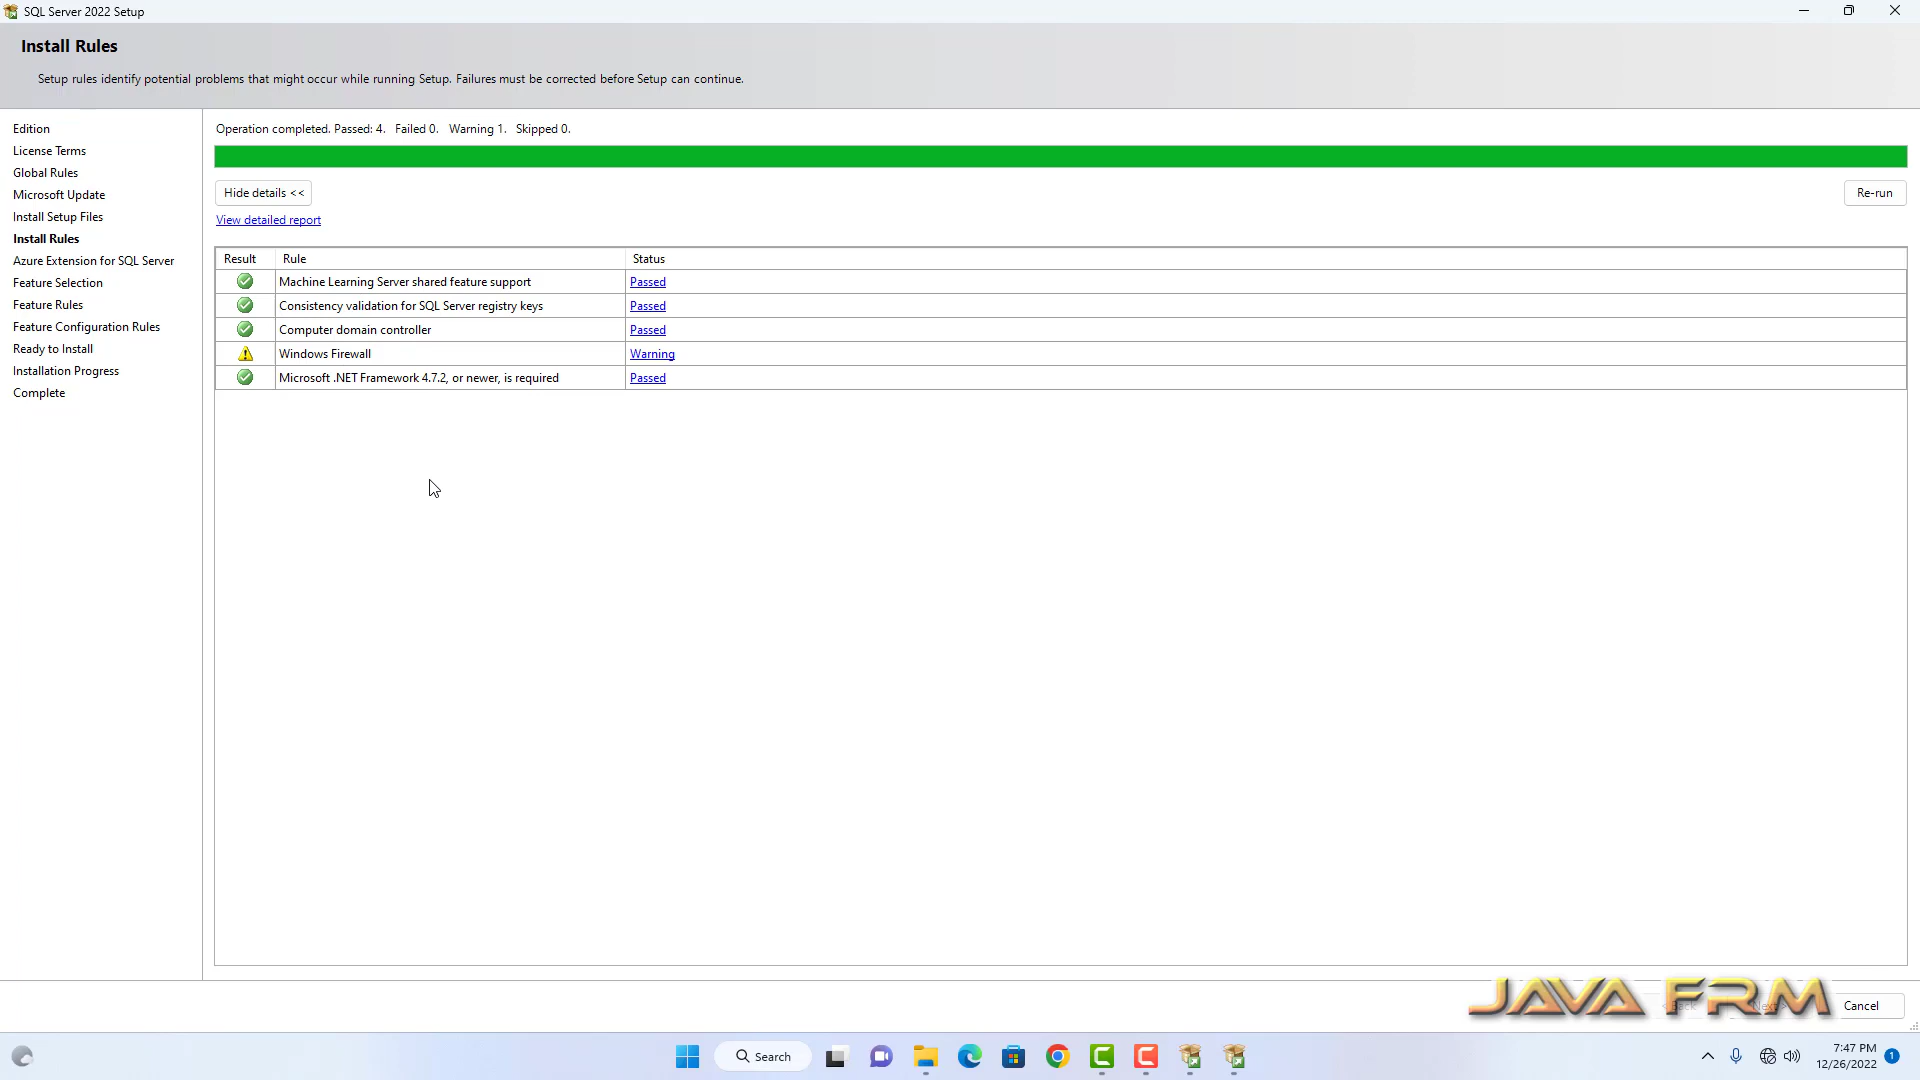 SQL Server 2022 Setup
Install Rules
Setup rules identify potential problems that might occur while running Setup. Failures must be corrected before Setup can continue.
Edition
License Terms
Global Rules
Microsoft Update
Install Setup Files
Install Rules
Azure Extension for SQL Server
Feature Selection
Feature Rules
Feature Configuration Rules
Ready to Install
Installation Progress
Complete
Operation completed. Passed: 4. Failed 0. Warning 1. Skipped 0.
Hide details <<
Re-run
View detailed report
Result Rule Status
Machine Learning Server shared feature support Passed
Consistency validation for SQL Server registry keys Passed
Computer domain controller Passed
Windows Firewall Warning
Microsoft .NET Framework 4.7.2, or newer, is required Passed
< Back Next > Cancel
JAVA FRM
Search
7:47 PM
12/26/2022
1